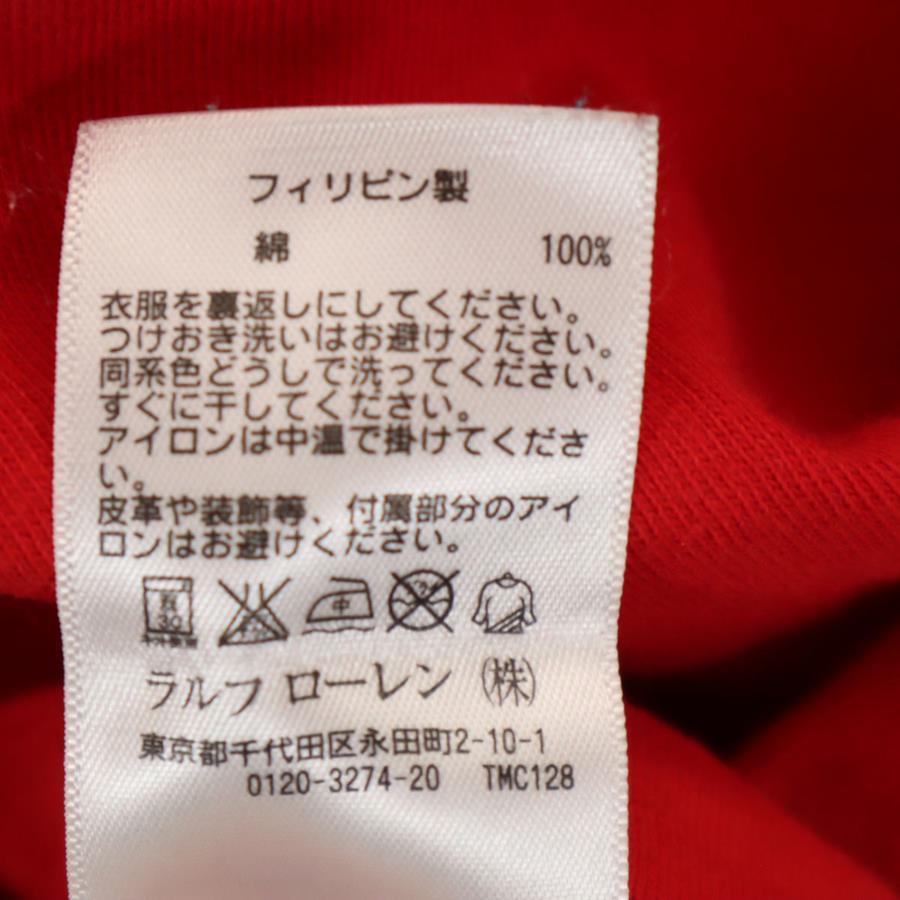 フィリピン製
綿 100%
衣服を裏返しにしてください。
つけおき洗いはお避けください。
同系色どうしで洗ってください。
すぐに干してください。
アイロンは中温で掛けてくださ
い。
皮革や装飾等、付属部分のアイ
ロンはお避けください。
30 中
ラルフ ローレン ㈱
東京都千代田区永田町2-10-1
0120-3274-20 TMC128